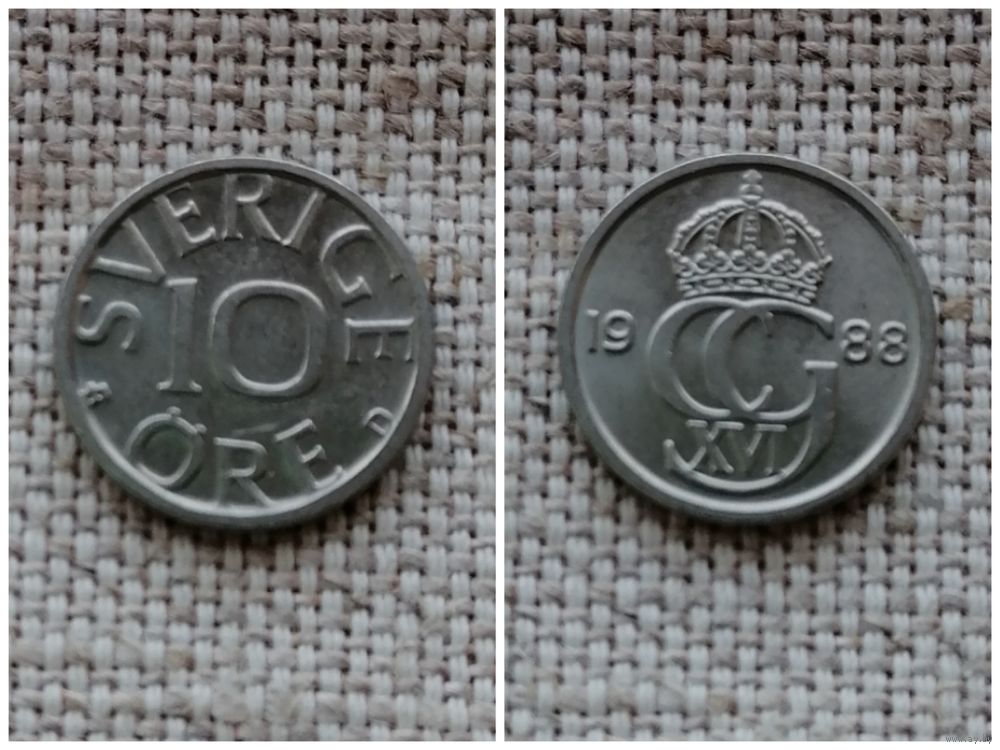 SVERIGE
10
ÖRE
D
19 88
CG
XVI